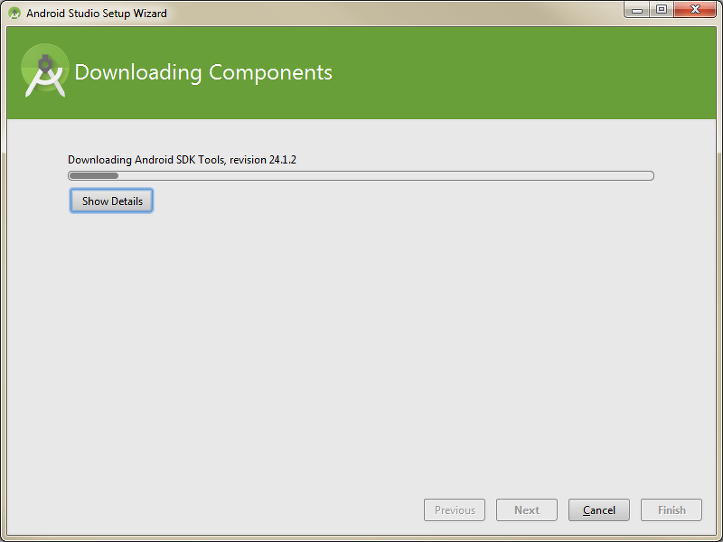 Android Studio Setup Wizard
Downloading Components
Downloading Android SDK Tools, revision 24.1.2
Show Details
Previous Next Cancel Finish